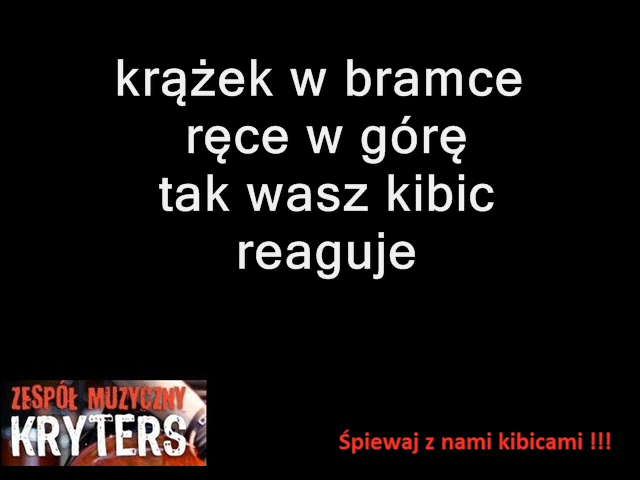 krążek w bramce
ręce w górę
tak wasz kibic
reaguje
ZESPÓŁ MUZYCZNY
KRYTERS
Śpiewaj z nami kibicami !!!